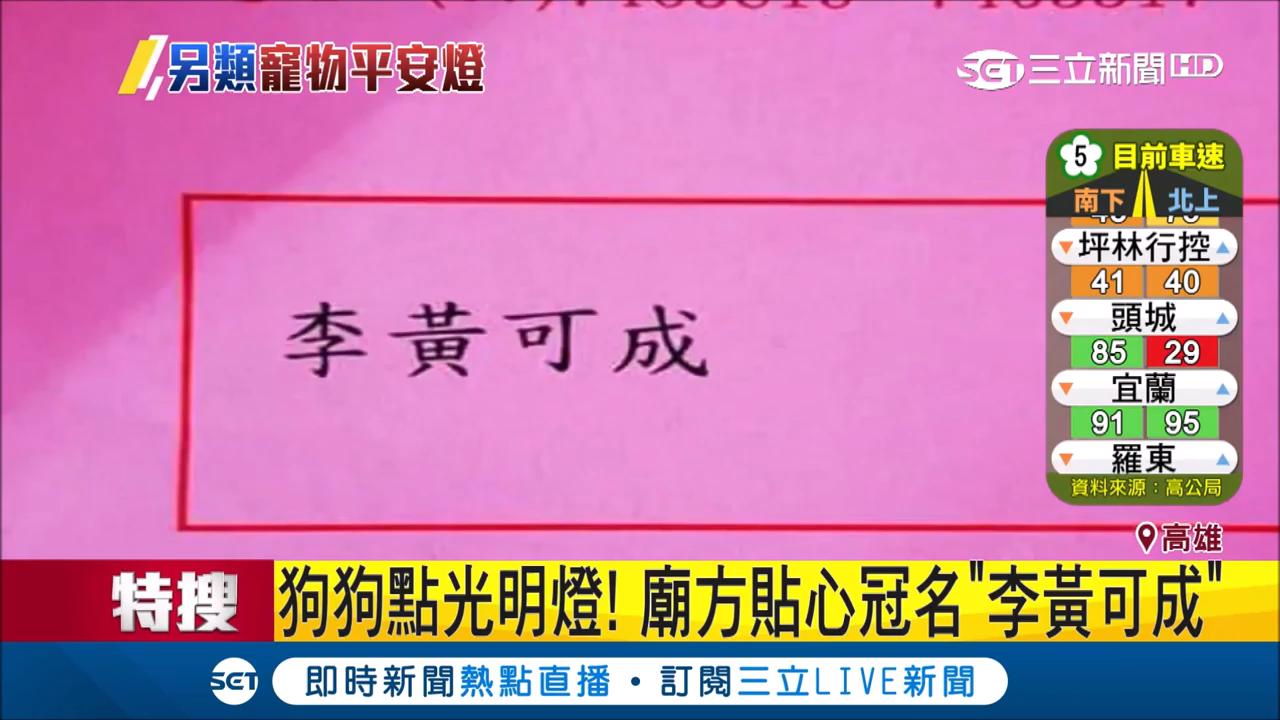 另類寵物平安燈
SET三立新聞HD
5 目前車速
南下 北上
坪林行控
41 40
頭城
85 29
宜蘭
91 95
羅東
資料來源：高公局
李黃可成
高雄
特搜 狗狗點光明燈! 廟方貼心冠名"李黃可成"
SET 即時新聞熱點直播・訂閱三立LIVE新聞